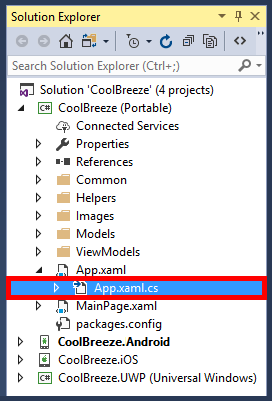 Solution Explorer
Search Solution Explorer (Ctrl+;)
Solution 'CoolBreeze' (4 projects)
C# CoolBreeze (Portable)
Connected Services
Properties
References
Common
Helpers
Images
Models
ViewModels
App.xaml
App.xaml.cs
MainPage.xaml
packages.config
CoolBreeze.Android
CoolBreeze.iOS
C# CoolBreeze.UWP (Universal Windows)